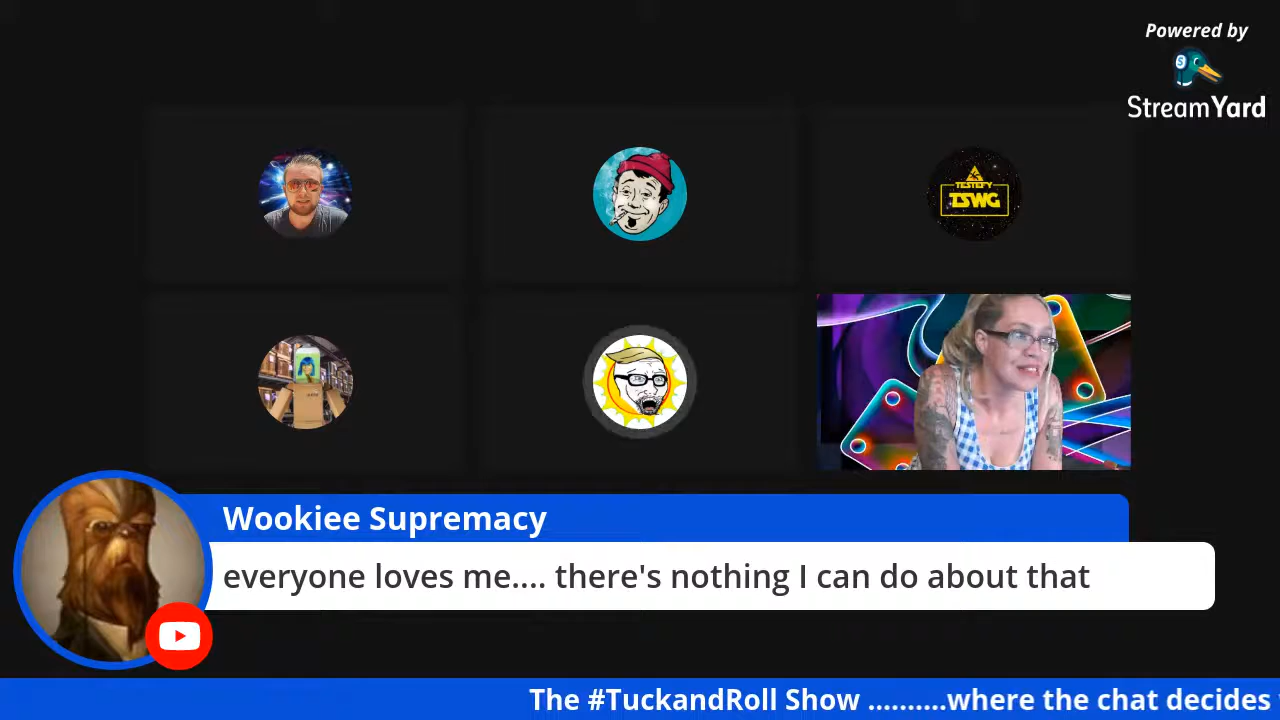 Powered by
StreamYard
TESTEFY
TSWG
Wookiee Supremacy
everyone loves me.... there's nothing I can do about that
The #TuckandRoll Show ..........where the chat decides